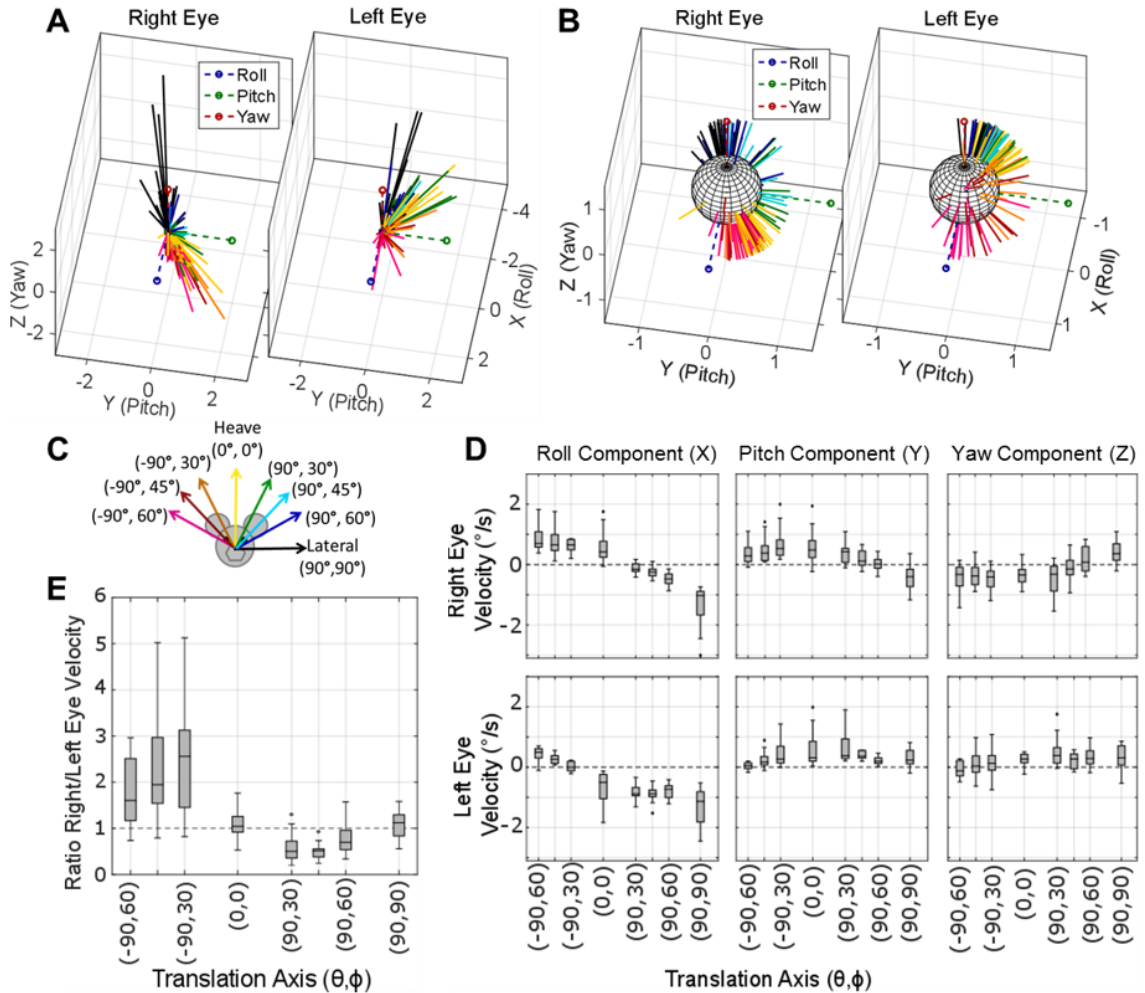 A
Right Eye
Left Eye
Roll
Pitch
Yaw
Z (Yaw)
2
0
-2
-2
0
2
Y (Pitch)
-2
0
2
Y (Pitch)
-4
-2
0
2
X (Roll)
B
Right Eye
Left Eye
Roll
Pitch
Yaw
Z (Yaw)
1
0
-1
-1
0
1
Y (Pitch)
-1
0
1
Y (Pitch)
-1
0
1
X (Roll)
C
Heave
(0°, 0°)
(-90°, 30°)
(90°, 30°)
(-90°, 45°)
(90°, 45°)
(-90°, 60°)
(90°, 60°)
Lateral
(90°,90°)
D
Roll Component (X)
Pitch Component (Y)
Yaw Component (Z)
Right Eye
Velocity (°/s)
2
0
-2
Left Eye
Velocity (°/s)
2
0
-2
(-90,60)
(-90,30)
(0,0)
(90,30)
(90,60)
(90,90)
(-90,60)
(-90,30)
(0,0)
(90,30)
(90,60)
(90,90)
(-90,60)
(-90,30)
(0,0)
(90,30)
(90,60)
(90,90)
Translation Axis (θ,ϕ)
E
Ratio Right/Left Eye Velocity
6
5
4
3
2
1
0
(-90,60)
(-90,30)
(0,0)
(90,30)
(90,60)
(90,90)
Translation Axis (θ,ϕ)